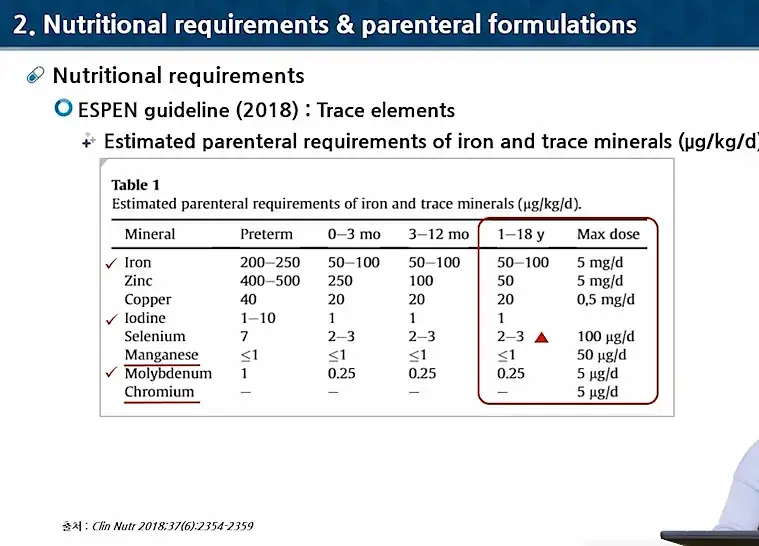 2. Nutritional requirements & parenteral formulations
Nutritional requirements
ESPEN guideline (2018) : Trace elements
Estimated parenteral requirements of iron and trace minerals (µg/kg/d)
Table 1
Estimated parenteral requirements of iron and trace minerals (µg/kg/d).
Mineral Preterm 0–3 mo 3–12 mo 1–18 y Max dose
✓ Iron 200–250 50–100 50–100 50–100 5 mg/d
Zinc 400–500 250 100 50 5 mg/d
Copper 40 20 20 20 0,5 mg/d
✓ Iodine 1–10 1 1 1
Selenium 7 2–3 2–3 2–3 ▲ 100 µg/d
Manganese ≤1 ≤1 ≤1 ≤1 50 µg/d
✓ Molybdenum 1 0.25 0.25 0.25 5 µg/d
Chromium – – – – 5 µg/d
출처 : Clin Nutr 2018;37(6):2354-2359